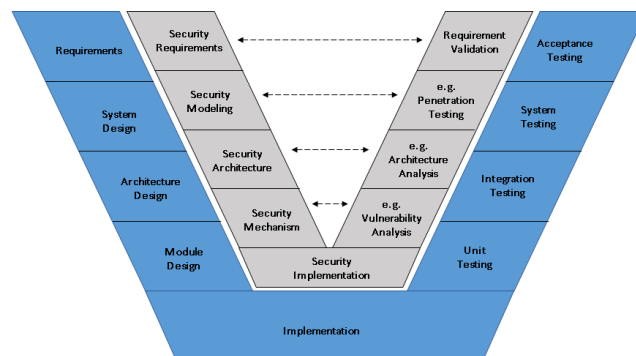 Requirements
Security
Requirements
Requirement
Validation
Acceptance
Testing
System
Design
Security
Modeling
e.g.
Penetration
Testing
System
Testing
Architecture
Design
Security
Architecture
e.g.
Architecture
Analysis
Integration
Testing
Module
Design
Security
Mechanism
e.g.
Vulnerability
Analysis
Unit
Testing
Security
Implementation
Implementation